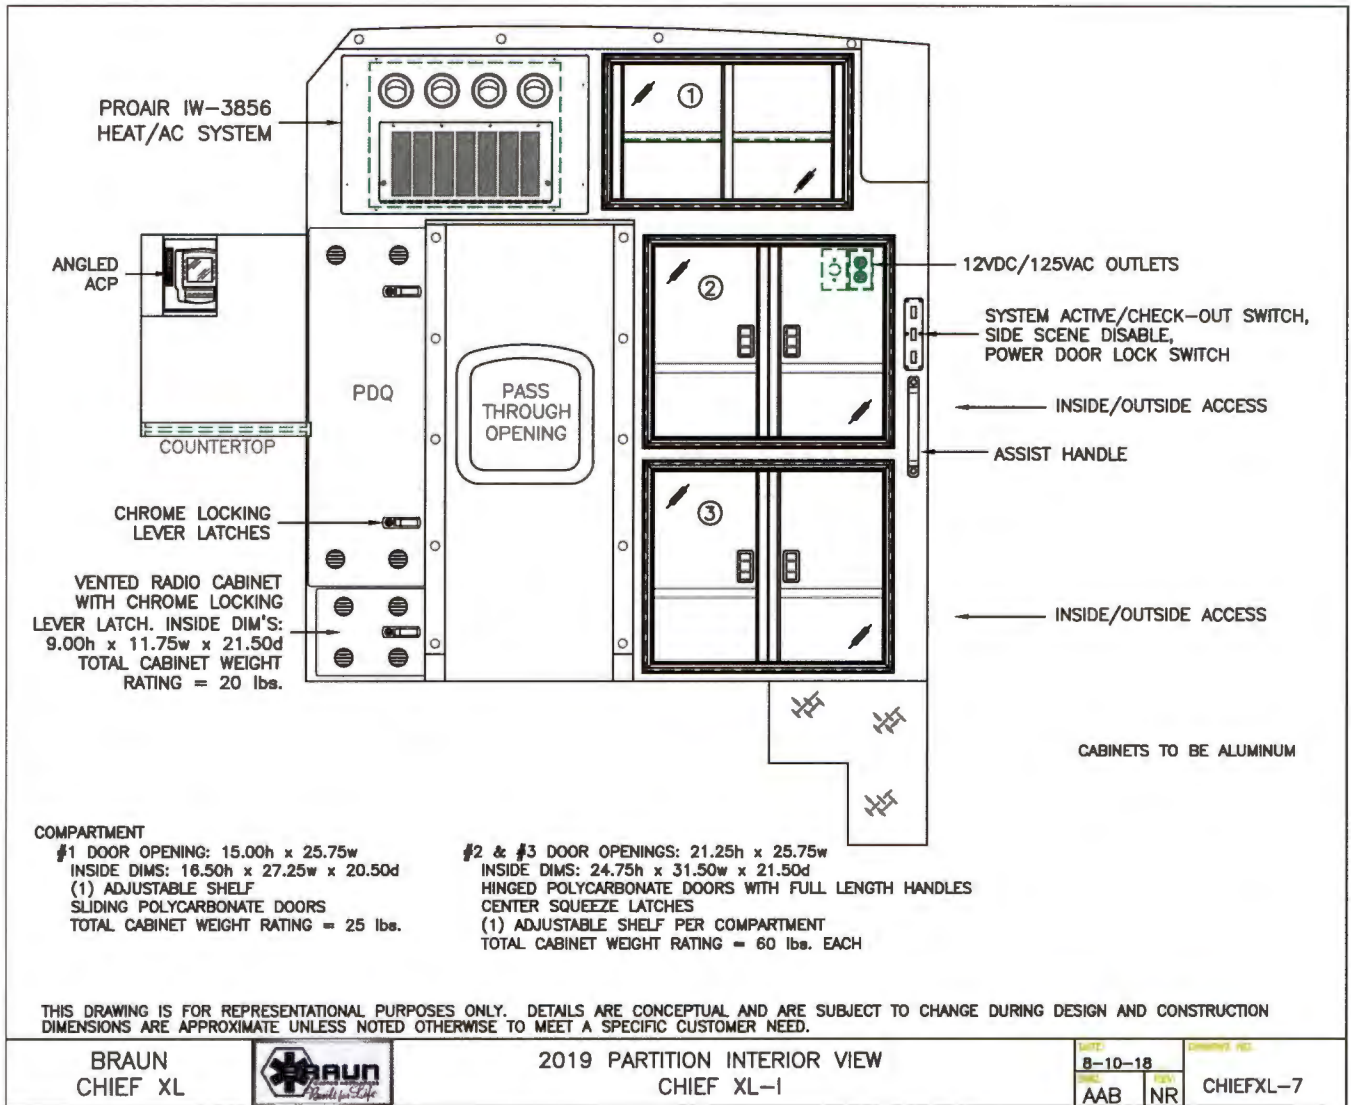 PROAIR IW-3856
HEAT/AC SYSTEM
①
ANGLED
ACP
②
12VDC/125VAC OUTLETS
SYSTEM ACTIVE/CHECK-OUT SWITCH,
SIDE SCENE DISABLE,
POWER DOOR LOCK SWITCH
PDQ
PASS
THROUGH
OPENING
INSIDE/OUTSIDE ACCESS
COUNTERTOP
ASSIST HANDLE
CHROME LOCKING
LEVER LATCHES
③
VENTED RADIO CABINET
WITH CHROME LOCKING
LEVER LATCH. INSIDE DIM'S:
9.00h x 11.75w x 21.50d
TOTAL CABINET WEIGHT
RATING = 20 lbs.
INSIDE/OUTSIDE ACCESS
CABINETS TO BE ALUMINUM
COMPARTMENT
#1 DOOR OPENING: 15.00h x 25.75w
INSIDE DIMS: 16.50h x 27.25w x 20.50d
(1) ADJUSTABLE SHELF
SLIDING POLYCARBONATE DOORS
TOTAL CABINET WEIGHT RATING = 25 lbs.
#2 & #3 DOOR OPENINGS: 21.25h x 25.75w
INSIDE DIMS: 24.75h x 31.50w x 21.50d
HINGED POLYCARBONATE DOORS WITH FULL LENGTH HANDLES
CENTER SQUEEZE LATCHES
(1) ADJUSTABLE SHELF PER COMPARTMENT
TOTAL CABINET WEIGHT RATING = 60 lbs. EACH
THIS DRAWING IS FOR REPRESENTATIONAL PURPOSES ONLY. DETAILS ARE CONCEPTUAL AND ARE SUBJECT TO CHANGE DURING DESIGN AND CONSTRUCTION
DIMENSIONS ARE APPROXIMATE UNLESS NOTED OTHERWISE TO MEET A SPECIFIC CUSTOMER NEED.
BRAUN
CHIEF XL
BRAUN
Built for Life
2019 PARTITION INTERIOR VIEW
CHIEF XL-I
DATE:
8-10-18
AAB
REV:
NR
CHIEFXL-7